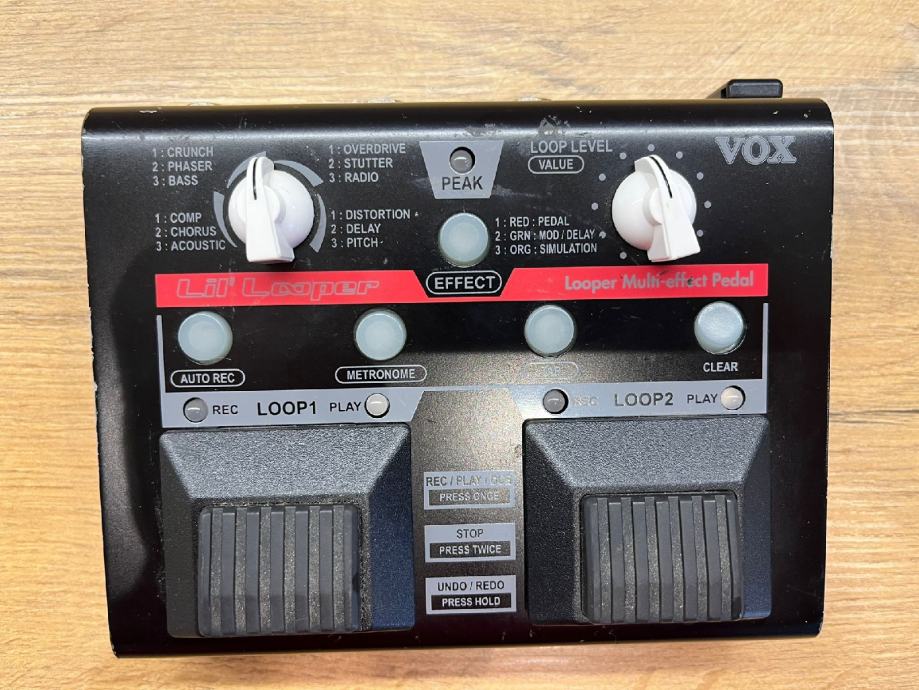 1 : CRUNCH
2 : PHASER
3 : BASS
1 : OVERDRIVE
2 : STUTTER
3 : RADIO
1 : COMP
2 : CHORUS
3 : ACOUSTIC
1 : DISTORTION
2 : DELAY
3 : PITCH
PEAK
LOOP LEVEL
VALUE
VOX
1 : RED : PEDAL
2 : GRN : MOD / DELAY
3 : ORG : SIMULATION
EFFECT
Lil' Looper
Looper Multi-effect Pedal
AUTO REC
METRONOME
CLEAR
REC LOOP1 PLAY
REC LOOP2 PLAY
REC / PLAY /
PRESS ONCE
STOP
PRESS TWICE
UNDO / REDO
PRESS HOLD